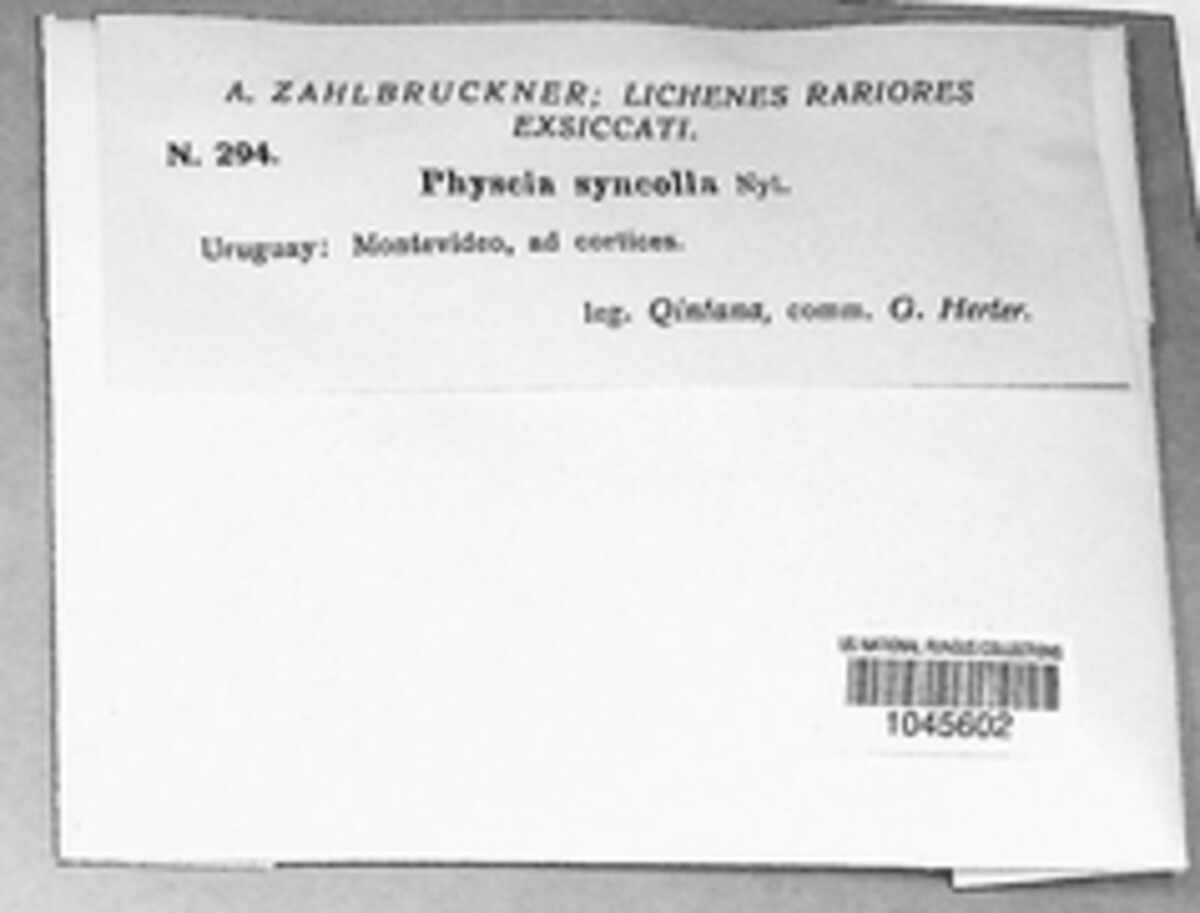 A. ZAHLBRUCKNER: LICHENES RARIORES
EXSICCATI.
N. 294.
Physcia syncolla Nyl.
Uruguay: Montevideo, ad cortices.
leg. Qintana, comm. G. Herter.
US NATIONAL FUNGUS COLLECTIONS
1045602